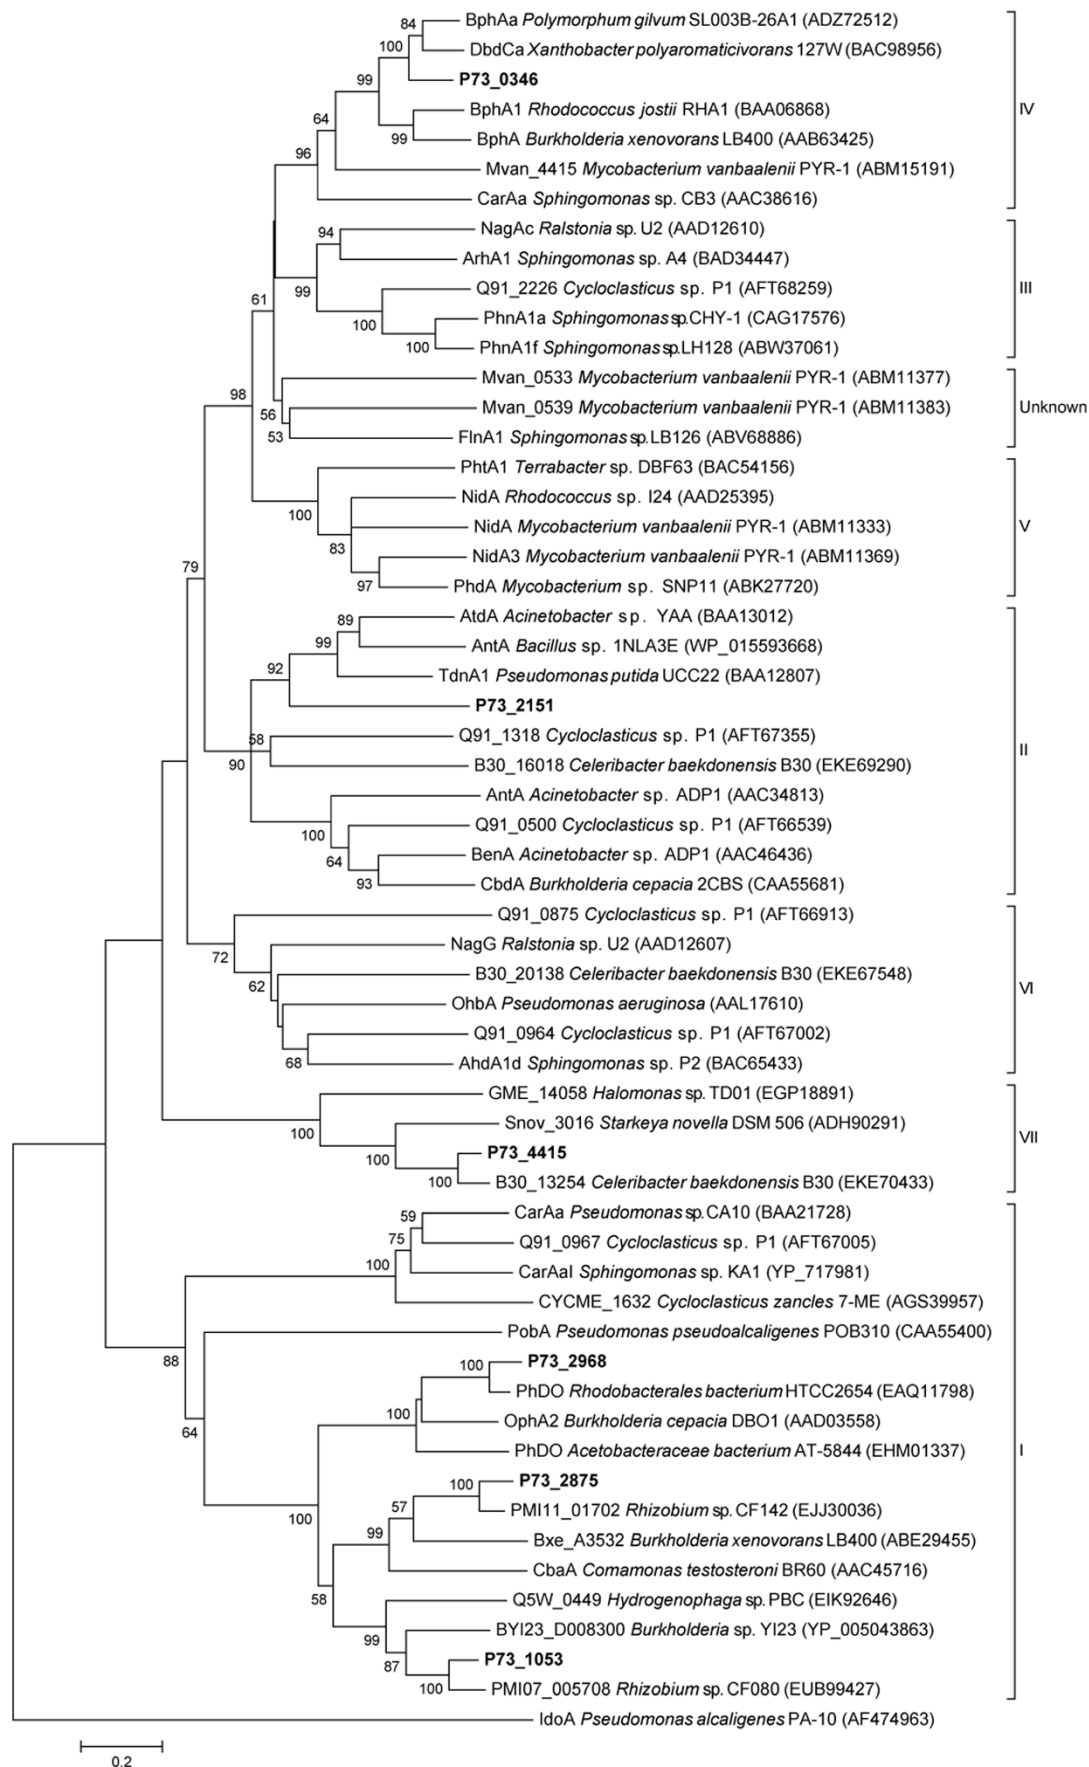 84
BphAa Polymorphum gilvum SL003B-26A1 (ADZ72512)
100
DbdCa Xanthobacter polyaromaticivorans 127W (BAC98956)
99
P73_0346
64
BphA1 Rhodococcus jostii RHA1 (BAA06868)
IV
99
BphA Burkholderia xenovorans LB400 (AAB63425)
96
Mvan_4415 Mycobacterium vanbaalenii PYR-1 (ABM15191)
CarAa Sphingomonas sp. CB3 (AAC38616)
94
NagAc Ralstonia sp. U2 (AAD12610)
ArhA1 Sphingomonas sp. A4 (BAD34447)
99
Q91_2226 Cycloclasticus sp. P1 (AFT68259)
III
61
100
PhnA1a Sphingomonas sp.CHY-1 (CAG17576)
100
PhnA1f Sphingomonas sp.LH128 (ABW37061)
98
Mvan_0533 Mycobacterium vanbaalenii PYR-1 (ABM11377)
56
Mvan_0539 Mycobacterium vanbaalenii PYR-1 (ABM11383)
Unknown
53
FlnA1 Sphingomonas sp.LB126 (ABV68886)
PhtA1 Terrabacter sp. DBF63 (BAC54156)
100
NidA Rhodococcus sp. I24 (AAD25395)
83
NidA Mycobacterium vanbaalenii PYR-1 (ABM11333)
V
79
NidA3 Mycobacterium vanbaalenii PYR-1 (ABM11369)
97
PhdA Mycobacterium sp. SNP11 (ABK27720)
89
AtdA Acinetobacter sp. YAA (BAA13012)
99
AntA Bacillus sp. 1NLA3E (WP_015593668)
92
TdnA1 Pseudomonas putida UCC22 (BAA12807)
P73_2151
58
Q91_1318 Cycloclasticus sp. P1 (AFT67355)
II
90
B30_16018 Celeribacter baekdonensis B30 (EKE69290)
AntA Acinetobacter sp. ADP1 (AAC34813)
100
Q91_0500 Cycloclasticus sp. P1 (AFT66539)
64
BenA Acinetobacter sp. ADP1 (AAC46436)
93
CbdA Burkholderia cepacia 2CBS (CAA55681)
Q91_0875 Cycloclasticus sp. P1 (AFT66913)
72
NagG Ralstonia sp. U2 (AAD12607)
62
B30_20138 Celeribacter baekdonensis B30 (EKE67548)
VI
OhbA Pseudomonas aeruginosa (AAL17610)
Q91_0964 Cycloclasticus sp. P1 (AFT67002)
68
AhdA1d Sphingomonas sp. P2 (BAC65433)
GME_14058 Halomonas sp. TD01 (EGP18891)
100
Snov_3016 Starkeya novella DSM 506 (ADH90291)
VII
100
P73_4415
100
B30_13254 Celeribacter baekdonensis B30 (EKE70433)
59
CarAa Pseudomonas sp. CA10 (BAA21728)
75
Q91_0967 Cycloclasticus sp. P1 (AFT67005)
100
CarAaI Sphingomonas sp. KA1 (YP_717981)
CYCME_1632 Cycloclasticus zancles 7-ME (AGS39957)
PobA Pseudomonas pseudoalcaligenes POB310 (CAA55400)
88
100
P73_2968
PhDO Rhodobacterales bacterium HTCC2654 (EAQ11798)
100
OphA2 Burkholderia cepacia DBO1 (AAD03558)
64
PhDO Acetobacteraceae bacterium AT-5844 (EHM01337)
I
100
P73_2875
100
57
PMI11_01702 Rhizobium sp. CF142 (EJJ30036)
99
Bxe_A3532 Burkholderia xenovorans LB400 (ABE29455)
CbaA Comamonas testosteroni BR60 (AAC45716)
58
Q5W_0449 Hydrogenophaga sp. PBC (EIK92646)
99
BYI23_D008300 Burkholderia sp. YI23 (YP_005043863)
87
P73_1053
100
PMI07_005708 Rhizobium sp. CF080 (EUB99427)
IdoA Pseudomonas alcaligenes PA-10 (AF474963)
0.2